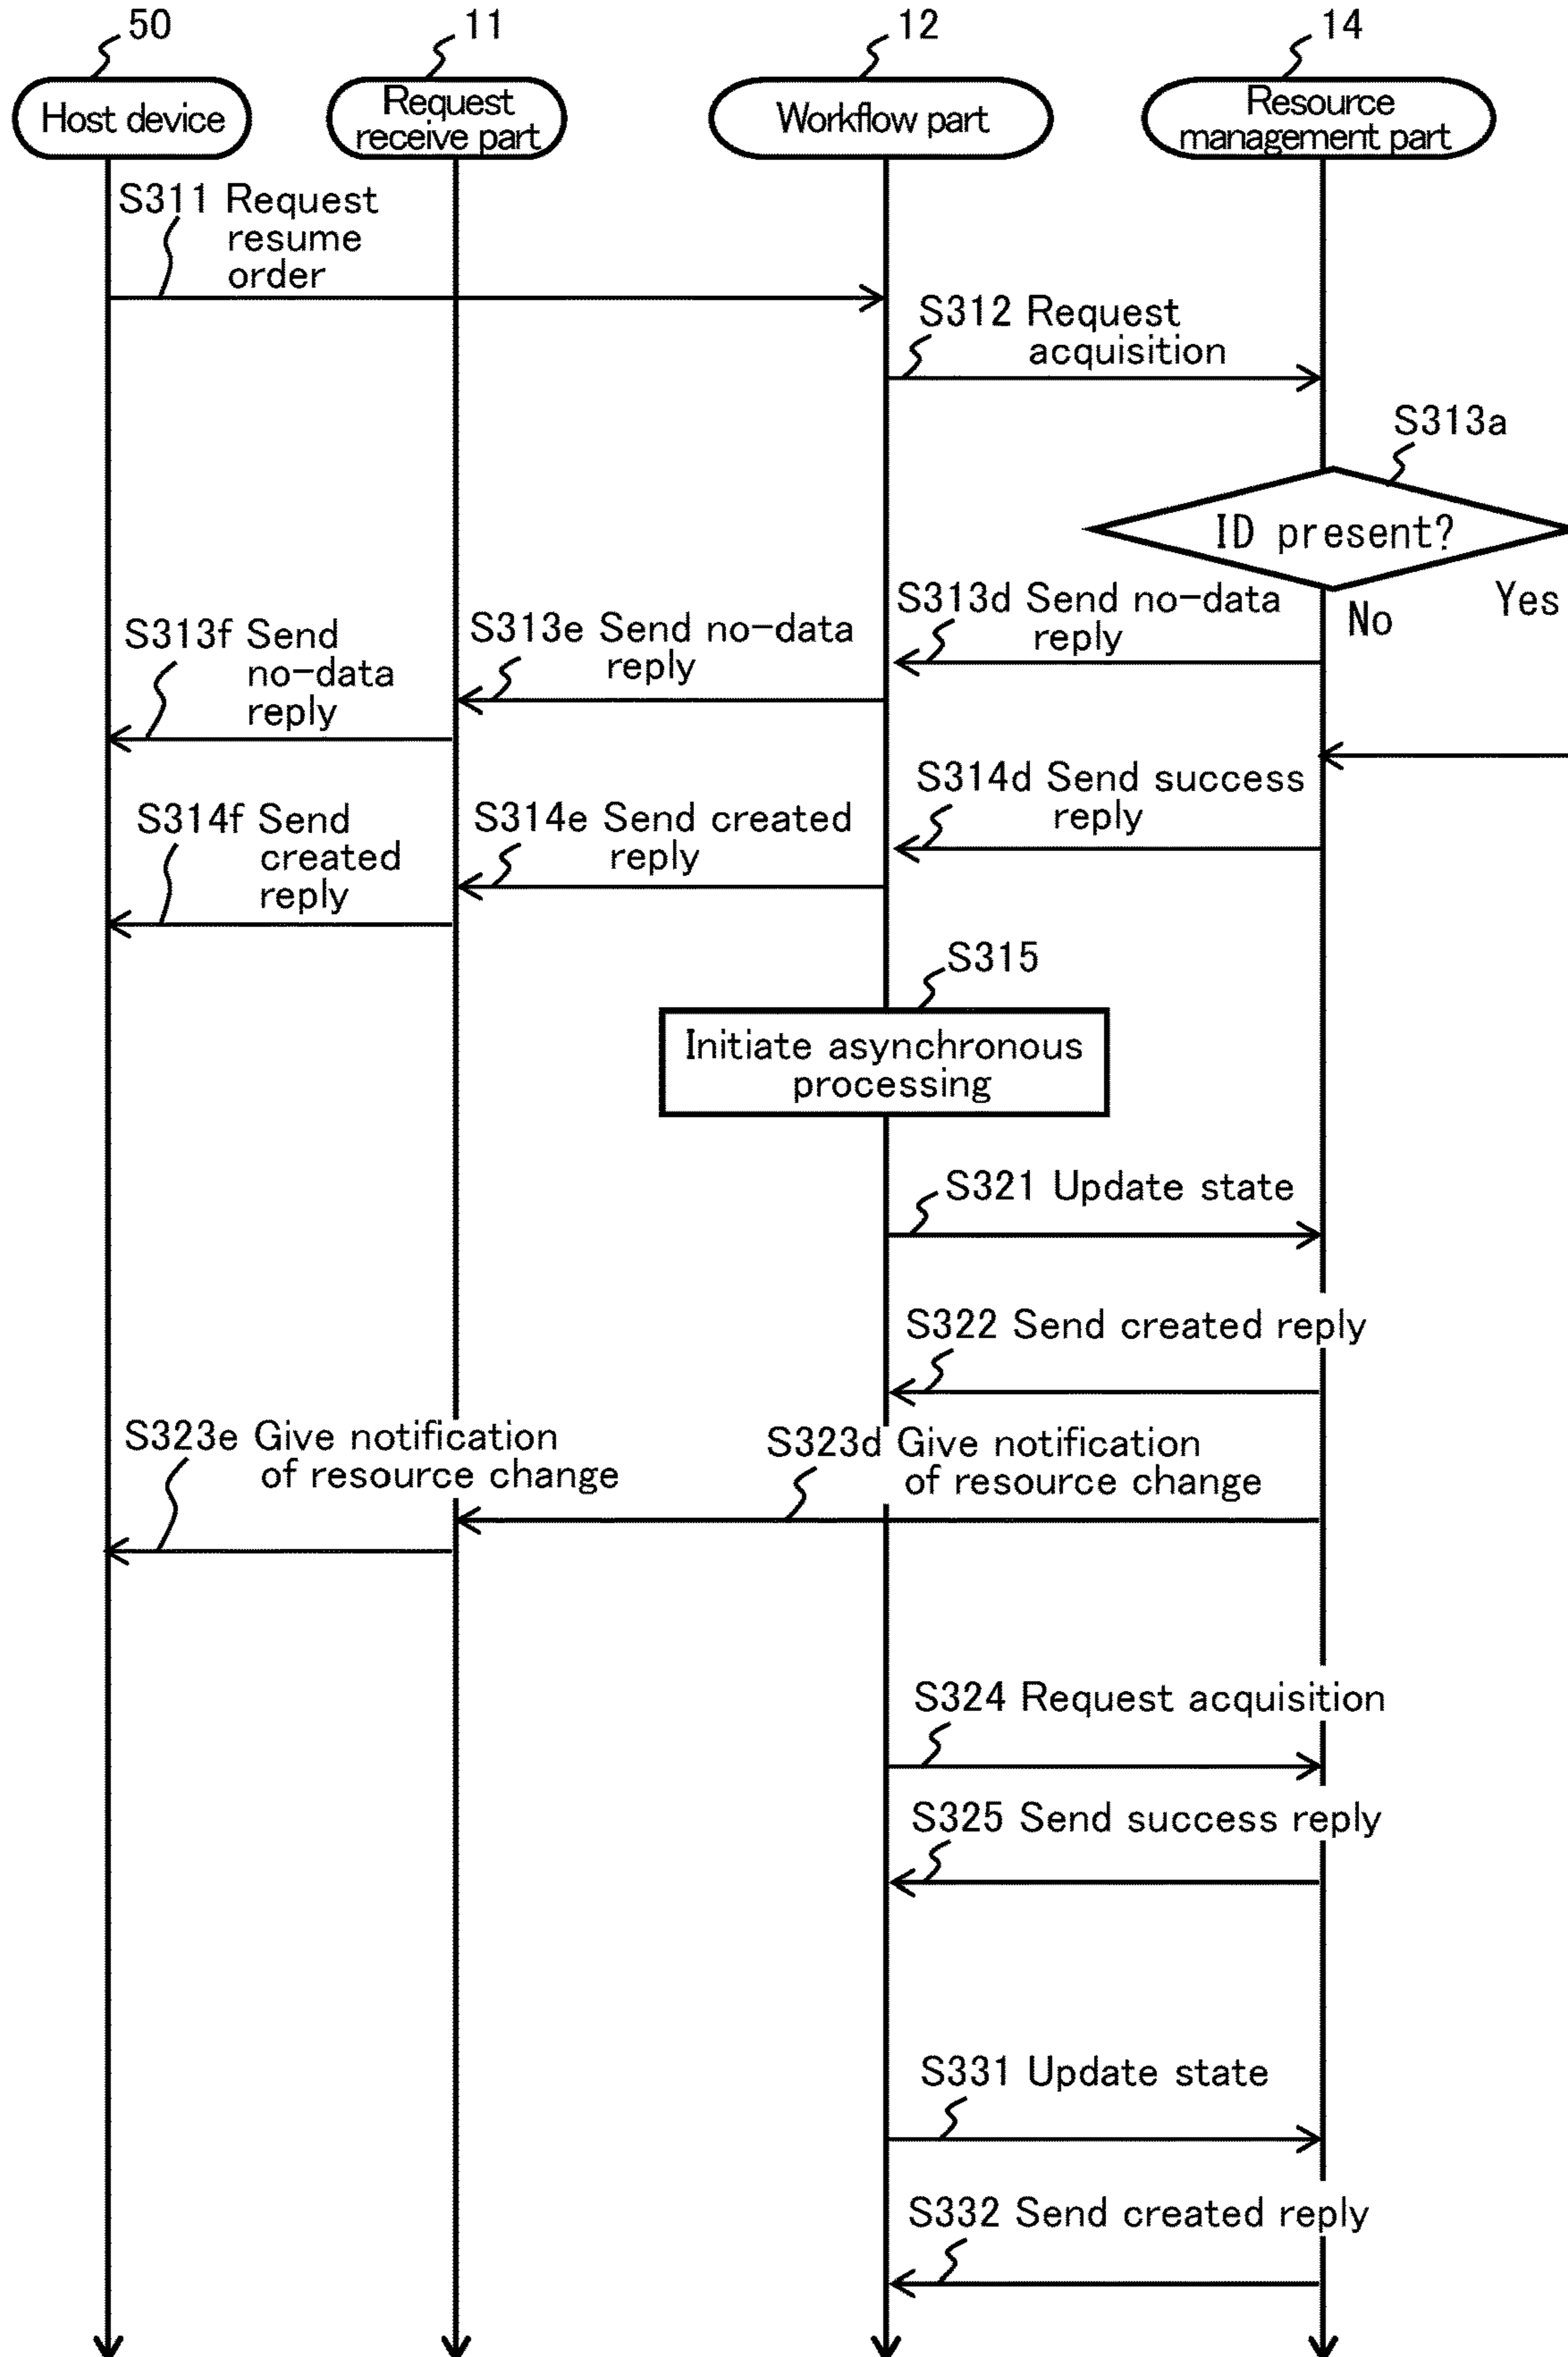 50
11
12
14
Host device
Request
receive part
Workflow part
Resource
management part
S311 Request
resume
order
S312 Request
acquisition
S313a
ID present?
No
Yes
S313d Send no-data
reply
S313e Send no-data
reply
S313f Send
no-data
reply
S314d Send success
reply
S314e Send created
reply
S314f Send
created
reply
S315
Initiate asynchronous
processing
S321 Update state
S322 Send created reply
S323d Give notification
of resource change
S323e Give notification
of resource change
S324 Request acquisition
S325 Send success reply
S331 Update state
S332 Send created reply